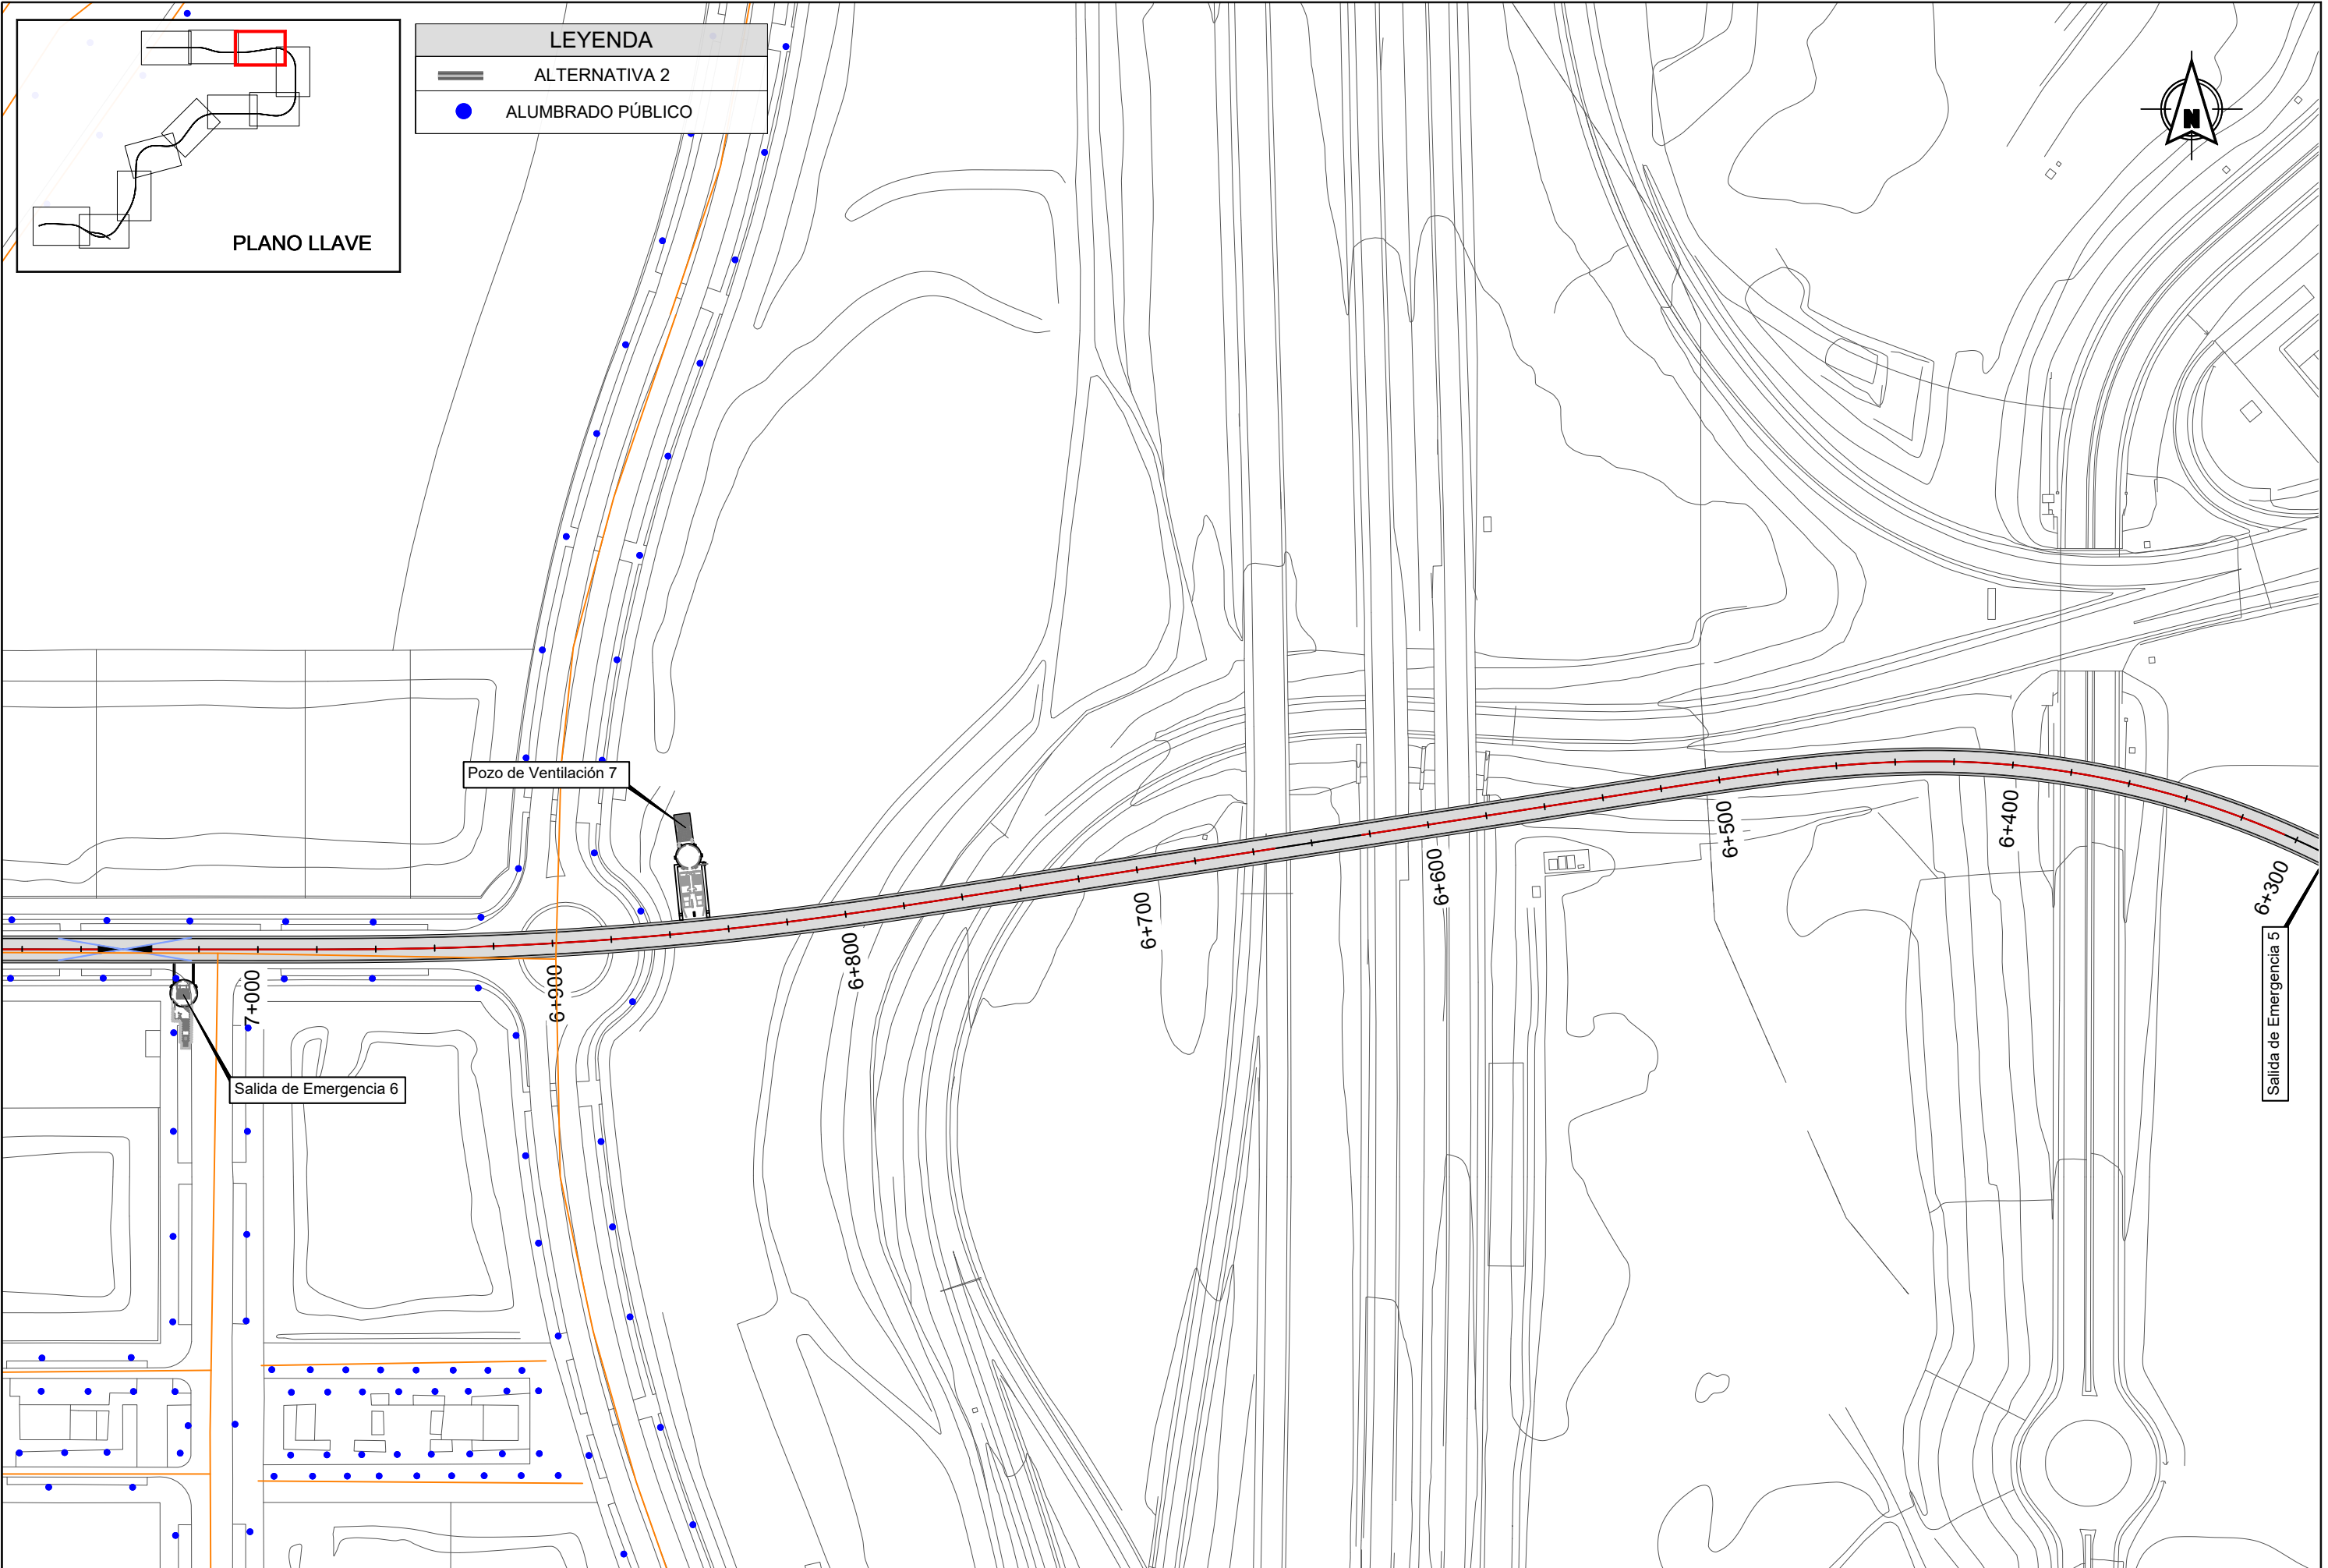 PLANO LLAVE
LEYENDA
ALTERNATIVA 2
ALUMBRADO PÚBLICO
N
Pozo de Ventilación 7
Salida de Emergencia 6
Salida de Emergencia 5
7+000
6+900
6+800
6+700
6+600
6+500
6+400
6+300